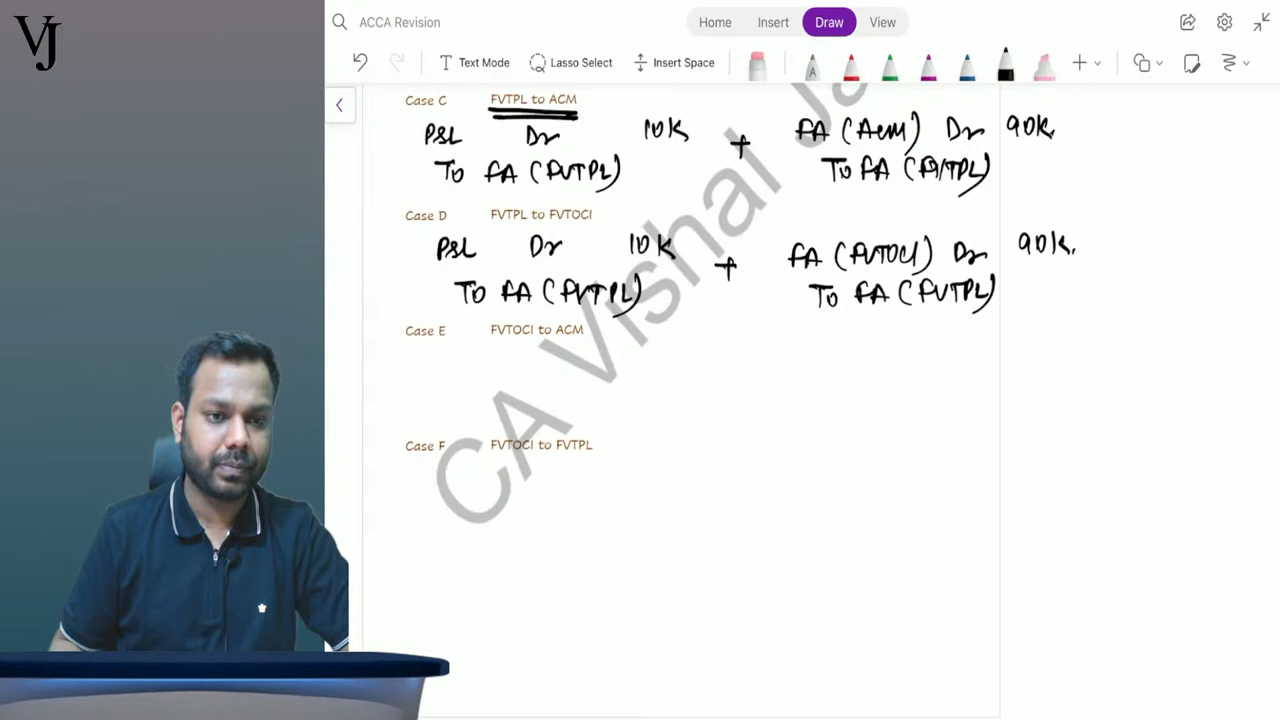 VJ
ACCA Revision
Home Insert Draw View
Text Mode Lasso Select Insert Space
Case C FVTPL to ACM
P&L Dr 10K + FA (ACM) Dr 90K
To FA (FVTPL) To FA (FVTPL)
Case D FVTPL to FVTOCI
P&L Dr 10K + FA (FVTOCI) Dr 90K.
To FA (FVTPL) To FA (FVTPL)
Case E FVTOCI to ACM
Case F FVTOCI to FVTPL
CA Vishal Ja